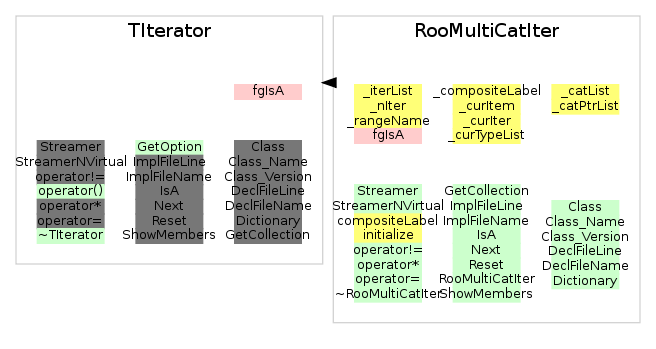 TIterator
fgIsA
Streamer
StreamerNVirtual
operator!=
operator()
operator*
operator=
~TIterator
GetOption
ImplFileLine
ImplFileName
IsA
Next
Reset
ShowMembers
Class
Class_Name
Class_Version
DeclFileLine
DeclFileName
Dictionary
GetCollection
RooMultiCatIter
_iterList
_nIter
_rangeName
fgIsA
_compositeLabel
_curItem
_curIter
_curTypeList
_catList
_catPtrList
Streamer
StreamerNVirtual
compositeLabel
initialize
operator!=
operator*
operator=
~RooMultiCatIter
GetCollection
ImplFileLine
ImplFileName
IsA
Next
Reset
RooMultiCatIter
ShowMembers
Class
Class_Name
Class_Version
DeclFileLine
DeclFileName
Dictionary